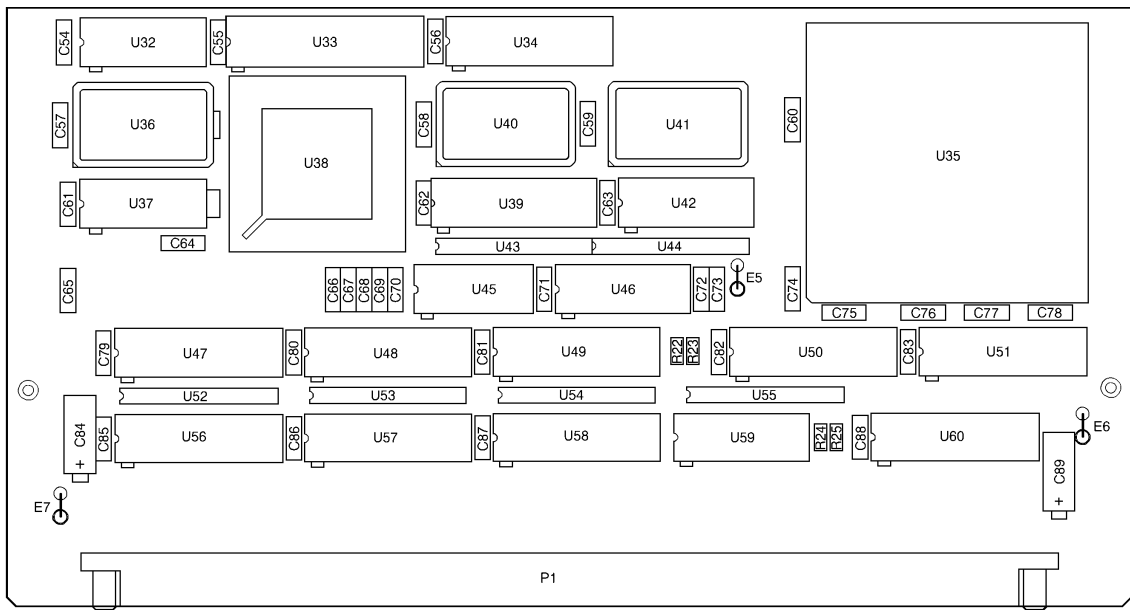 C54 U32 C55 U33 C56 U34
C57 U36 U38 C58 U40 C59 U41 C60 U35
C61 U37 C62 U39 C63 U42
C64 U43 U44
C65 C66 C67 C68 C69 C70 U45 C71 U46 C72 C73 E5 C74
C75 C76 C77 C78
C79 U47 C80 U48 C81 U49 R22 R23 C82 U50 C83 U51
U52 U53 U54 U55
C84 + C85 U56 C86 U57 C87 U58 U59 R24 R25 C88 U60 E6
C89 +
E7
P1